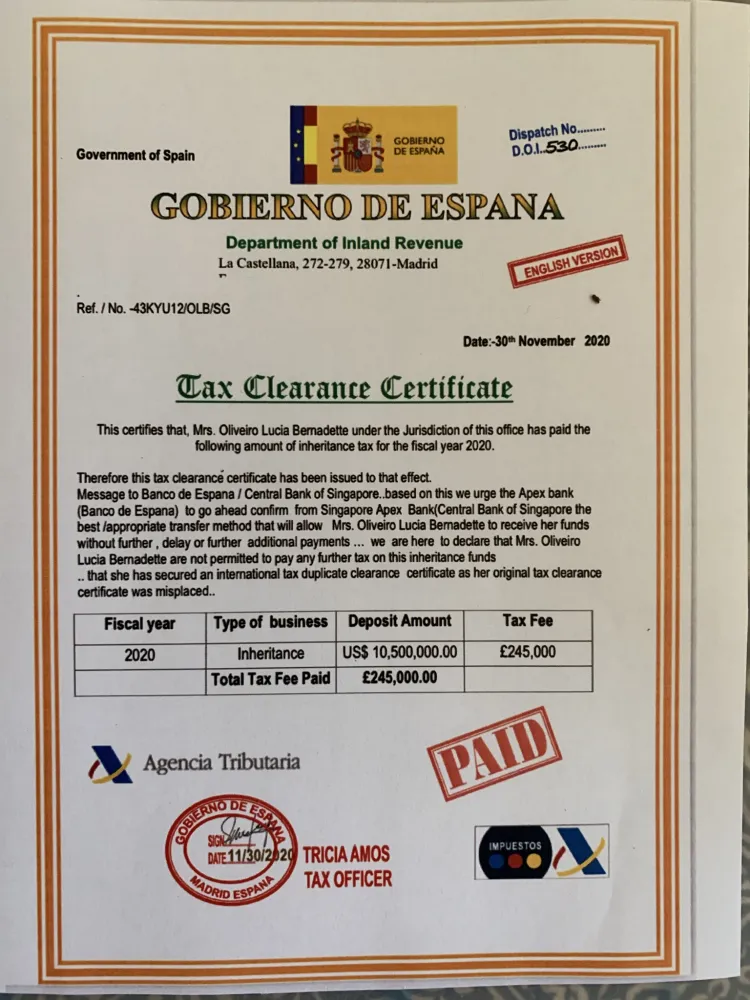 Government of Spain
GOBIERNO
DE ESPAÑA
Dispatch No.........
D.O.I..530.........
GOBIERNO DE ESPANA
Department of Inland Revenue
La Castellana, 272-279, 28071-Madrid
ENGLISH VERSION
Ref. / No. -43KYU12/OLB/SG
Date:-30th November 2020
Tax Clearance Certificate
This certifies that, Mrs. Oliveiro Lucia Bernadette under the Jurisdiction of this office has paid the
following amount of inheritance tax for the fiscal year 2020.
Therefore this tax clearance certificate has been issued to that effect.
Message to Banco de Espana / Central Bank of Singapore..based on this we urge the Apex bank
(Banco de Espana) to go ahead confirm from Singapore Apex Bank(Central Bank of Singapore the
best /appropriate transfer method that will allow Mrs. Oliveiro Lucia Bernadette to receive her funds
without further , delay or further additional payments ... we are here to declare that Mrs. Oliveiro
Lucia Bernadette are not permitted to pay any further tax on this inheritance funds
.. that she has secured an international tax duplicate clearance certificate as her original tax clearance
certificate was misplaced..
Fiscal year Type of business Deposit Amount Tax Fee
2020 Inheritance US$ 10,500,000.00 £245,000
Total Tax Fee Paid £245,000.00
Agencia Tributaria
PAID
GOBIERNO DE ESPANA
SIGN
DATE 11/30/2020
MADRID ESPANA
TRICIA AMOS
TAX OFFICER
IMPUESTOS